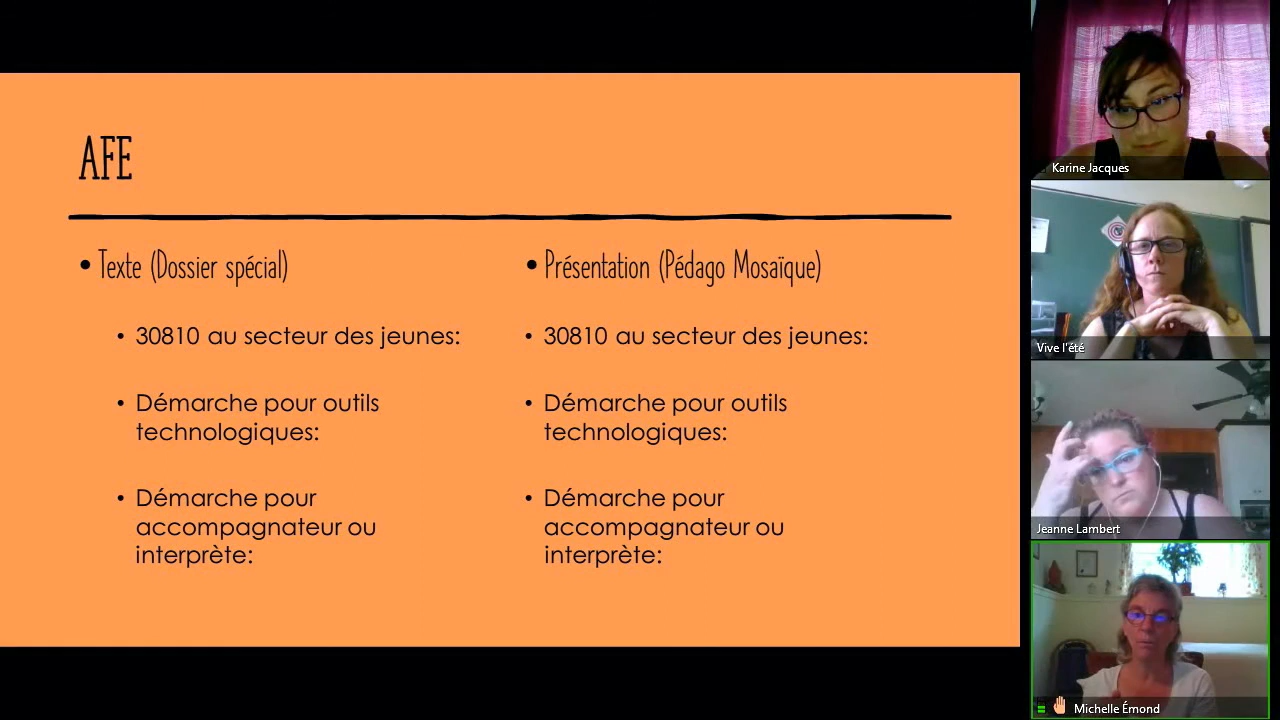 AFE
• Texte (Dossier spécial)
• 30810 au secteur des jeunes:
• Démarche pour outils
technologiques:
• Démarche pour
accompagnateur ou
interprète:
• Présentation (Pédago Mosaïque)
• 30810 au secteur des jeunes:
• Démarche pour outils
technologiques:
• Démarche pour
accompagnateur ou
interprète:
Karine Jacques
Vive l'été
Jeanne Lambert
Michelle Émond